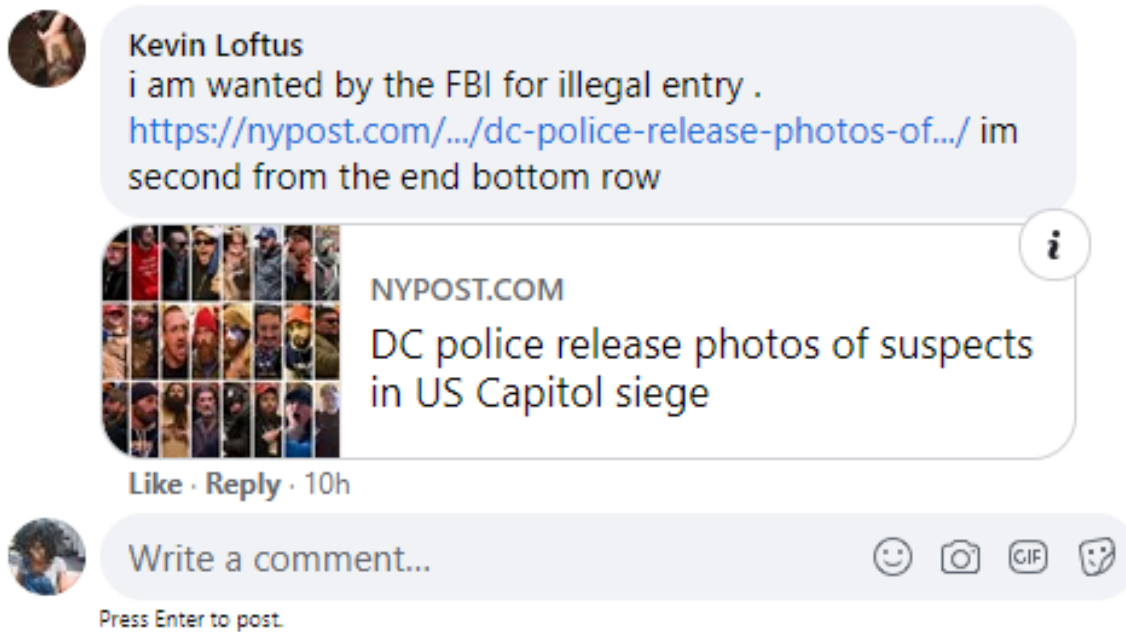 Kevin Loftus
i am wanted by the FBI for illegal entry .
https://nypost.com/.../dc-police-release-photos-of.../ im
second from the end bottom row
i
NYPOST.COM
DC police release photos of suspects
in US Capitol siege
Like · Reply · 10h
Write a comment...
GIF
Press Enter to post.